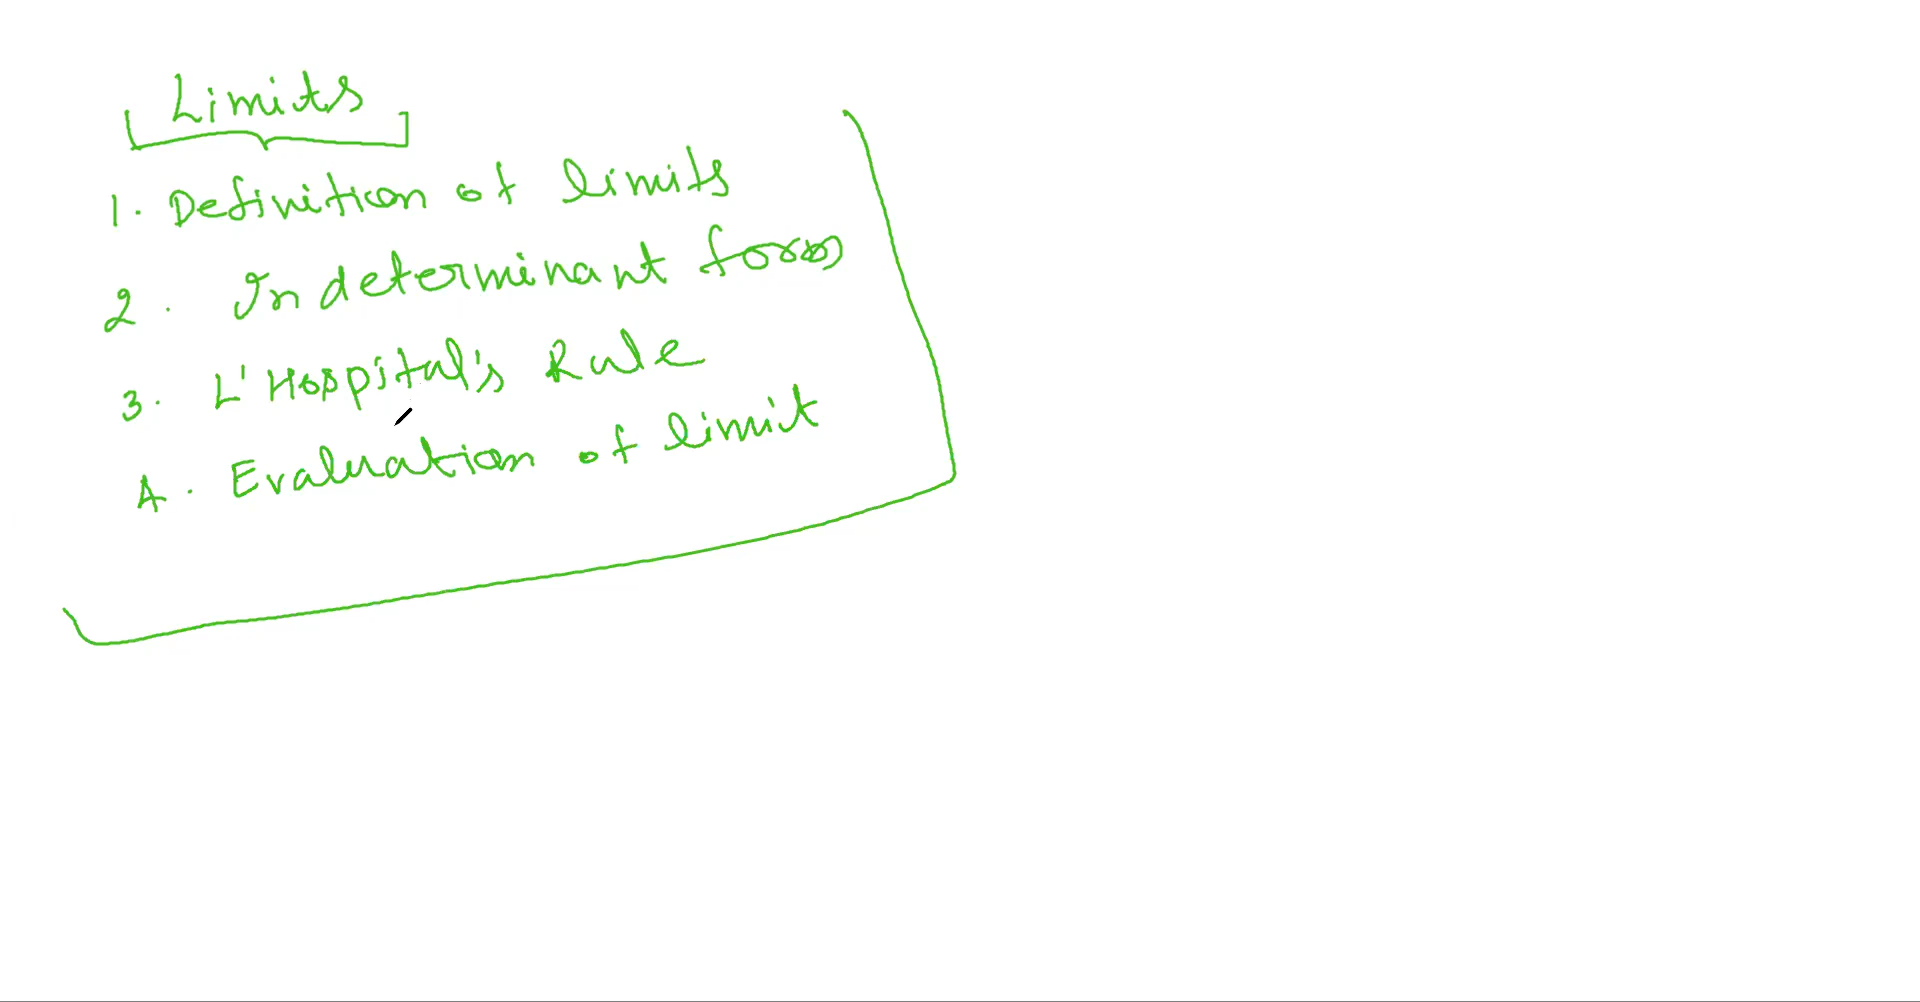 Limits
1. Definition of limits
2. Indeterminant forms
3. L'Hospital's Rule
4. Evaluation of limit